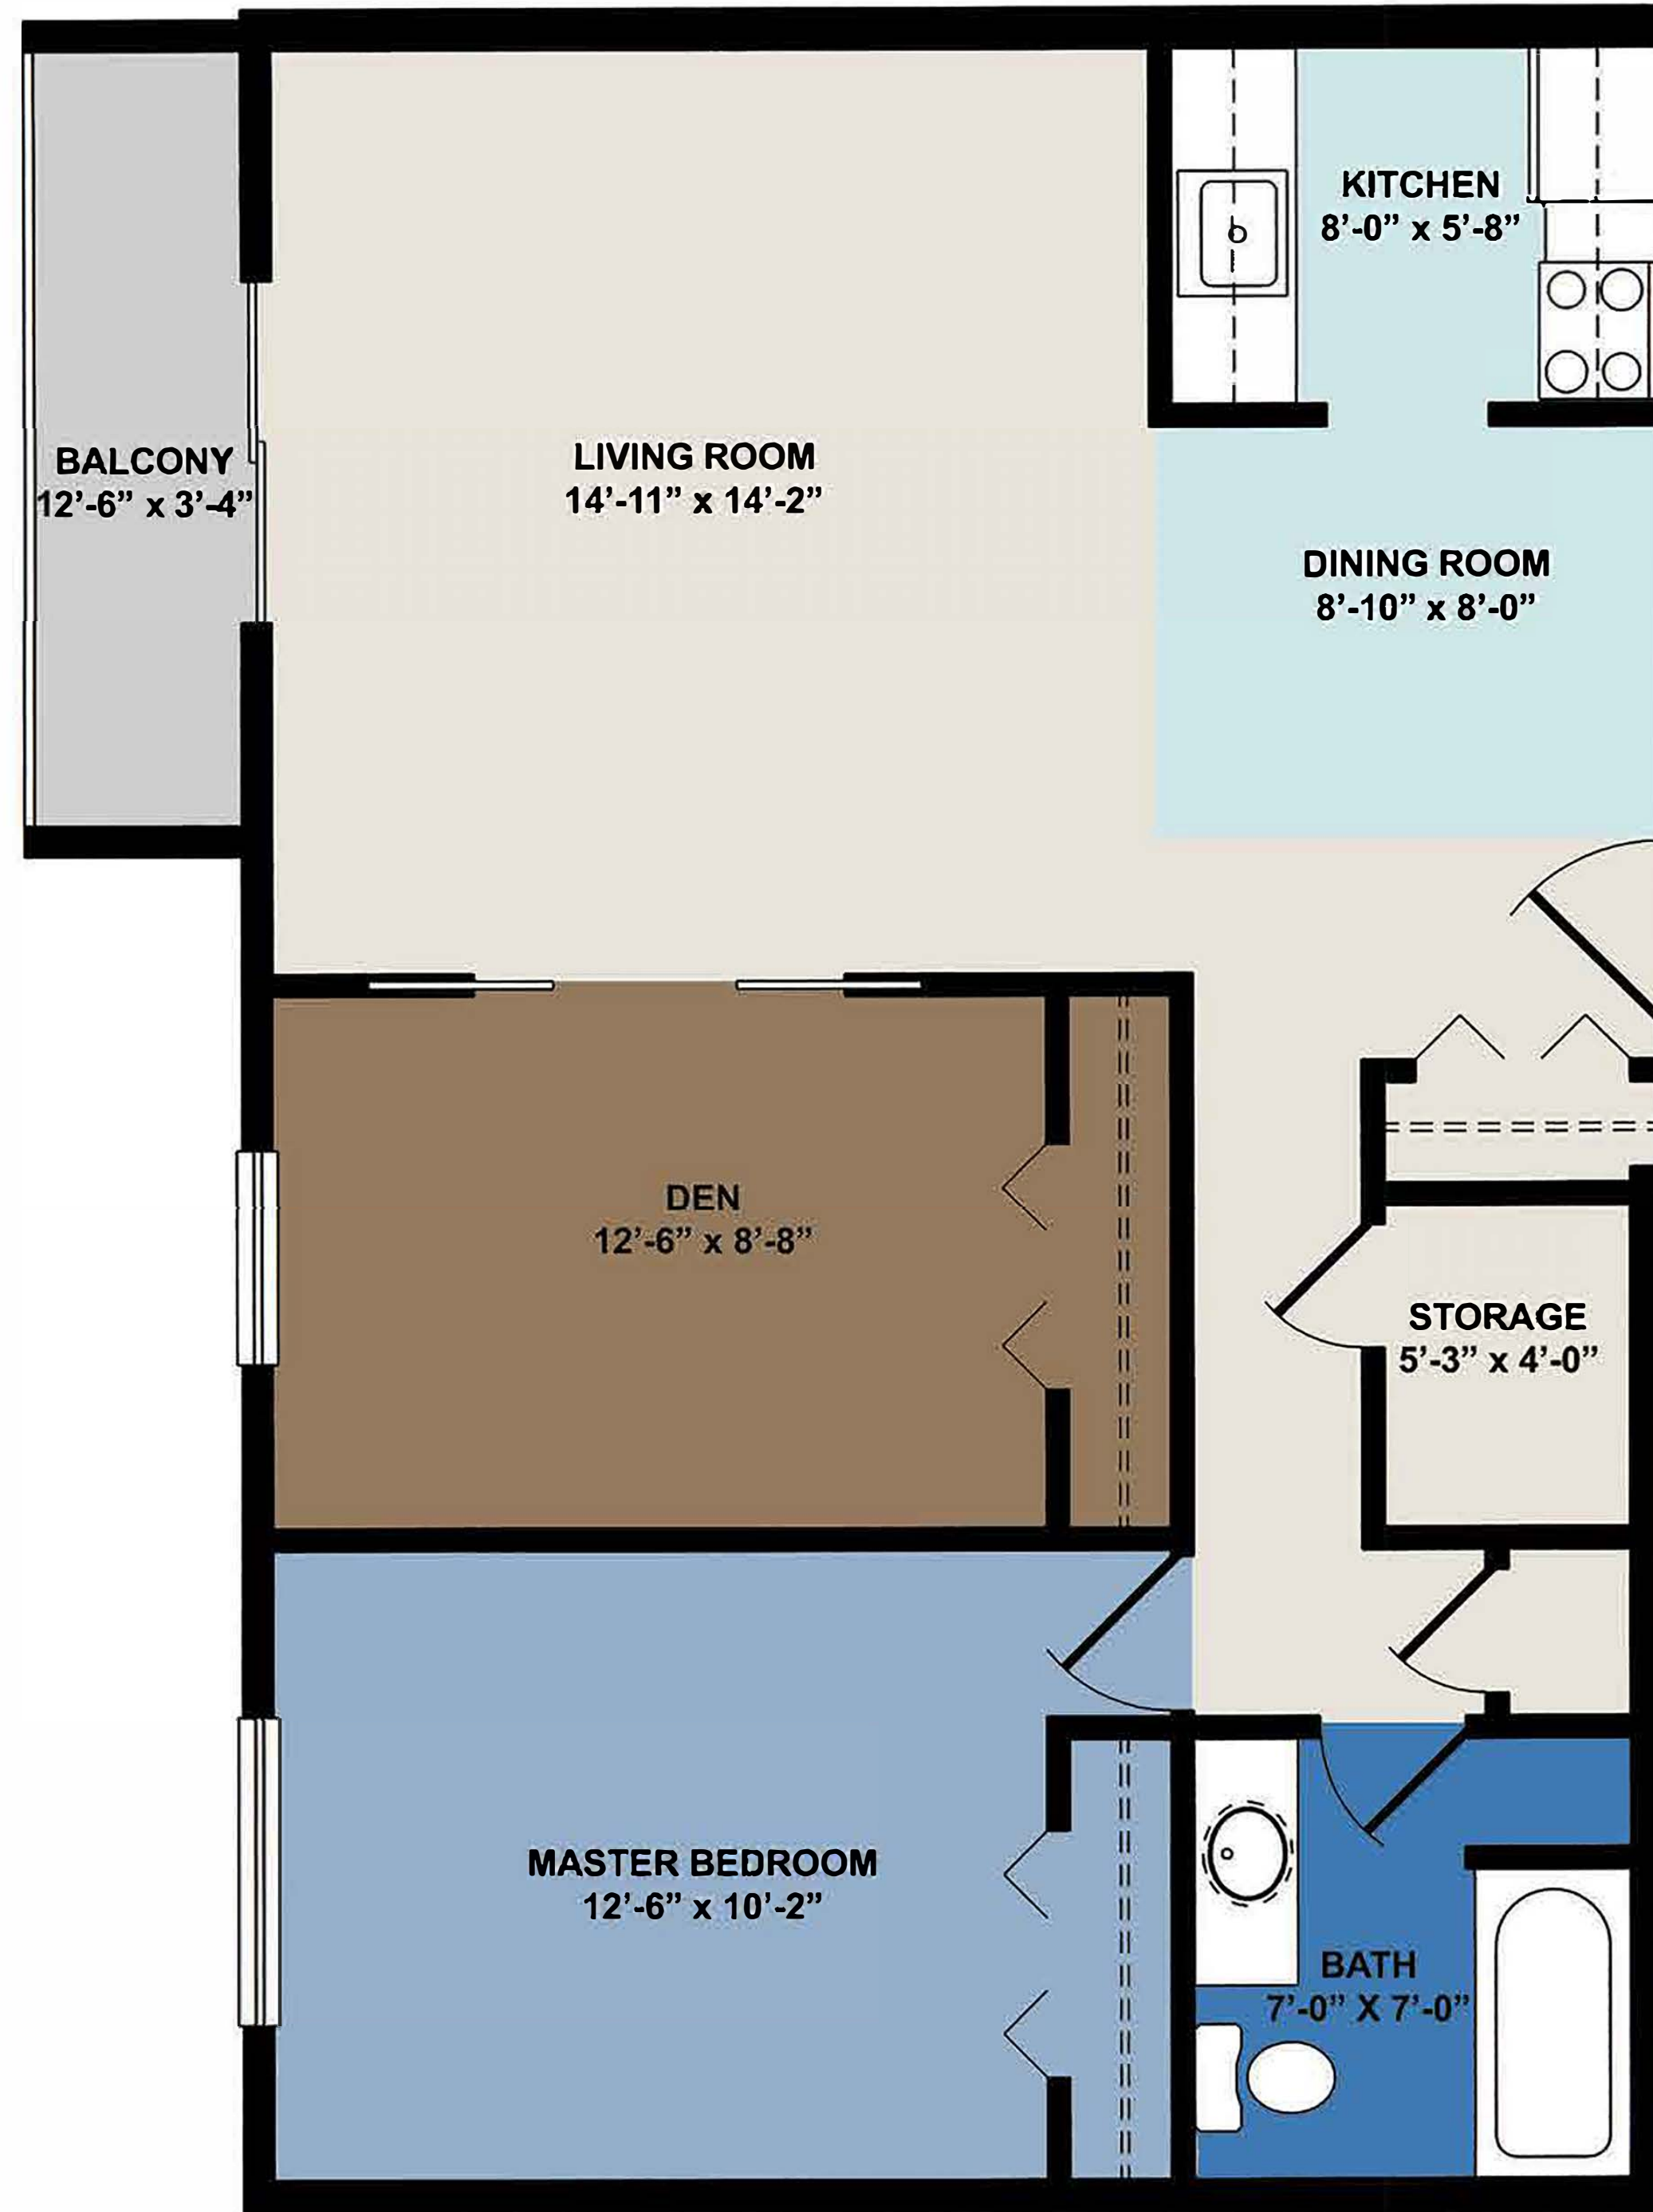 KITCHEN
8’-0” x 5’-8”
BALCONY
12’-6” x 3’-4”
LIVING ROOM
14’-11” x 14’-2”
DINING ROOM
8’-10” x 8’-0”
DEN
12’-6” x 8’-8”
STORAGE
5’-3” x 4’-0”
MASTER BEDROOM
12’-6” x 10’-2”
BATH
7’-0” X 7’-0”